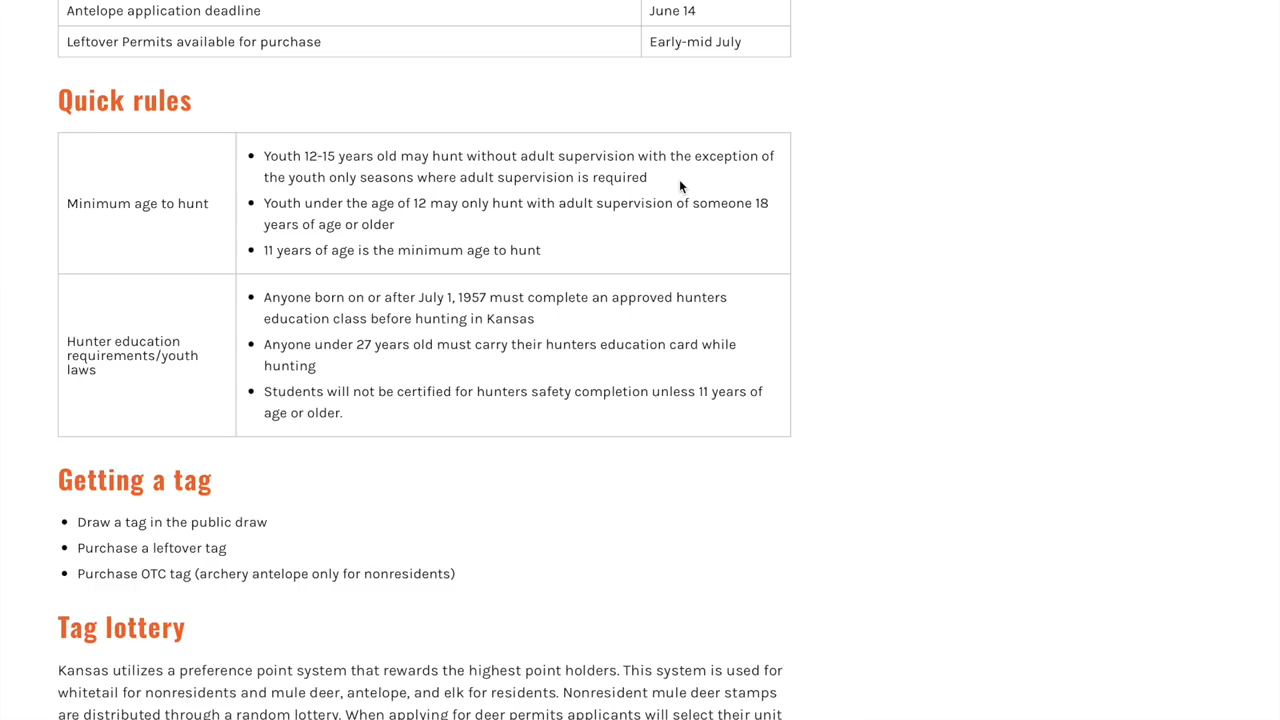 Antelope application deadline June 14
Leftover Permits available for purchase Early-mid July
Quick rules
Minimum age to hunt
Youth 12-15 years old may hunt without adult supervision with the exception of
the youth only seasons where adult supervision is required
Youth under the age of 12 may only hunt with adult supervision of someone 18
years of age or older
11 years of age is the minimum age to hunt
Hunter education
requirements/youth
laws
Anyone born on or after July 1, 1957 must complete an approved hunters
education class before hunting in Kansas
Anyone under 27 years old must carry their hunters education card while
hunting
Students will not be certified for hunters safety completion unless 11 years of
age or older.
Getting a tag
Draw a tag in the public draw
Purchase a leftover tag
Purchase OTC tag (archery antelope only for nonresidents)
Tag lottery
Kansas utilizes a preference point system that rewards the highest point holders. This system is used for
whitetail for nonresidents and mule deer, antelope, and elk for residents. Nonresident mule deer stamps
are distributed through a random lottery. When applying for deer permits applicants will select their unit